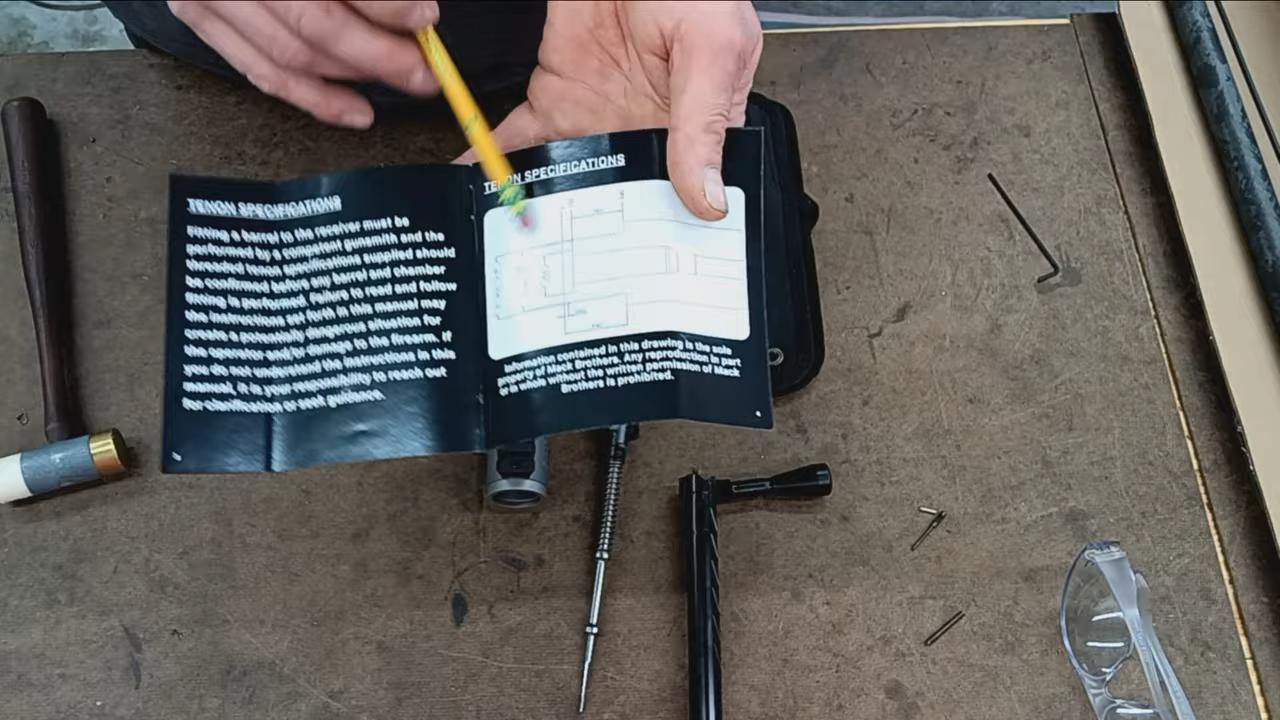 TENON SPECIFICATIONS
Fitting a barrel to the receiver must be
performed by a competent gunsmith and the
threaded tenon specifications supplied should
be confirmed before any barrel and chamber
fitting is performed. Failure to read and follow
the instructions set forth in this manual may
create a potentially dangerous situation for
the operator and/or damage to the firearm. If
you do not understand the instructions in this
manual, it is your responsibility to reach out
for clarification or seek guidance.
TENON SPECIFICATIONS
Information contained in this drawing is the sole
property of Mack Brothers. Any reproduction in part
or is whole without the written permission of Mack
Brothers is prohibited.